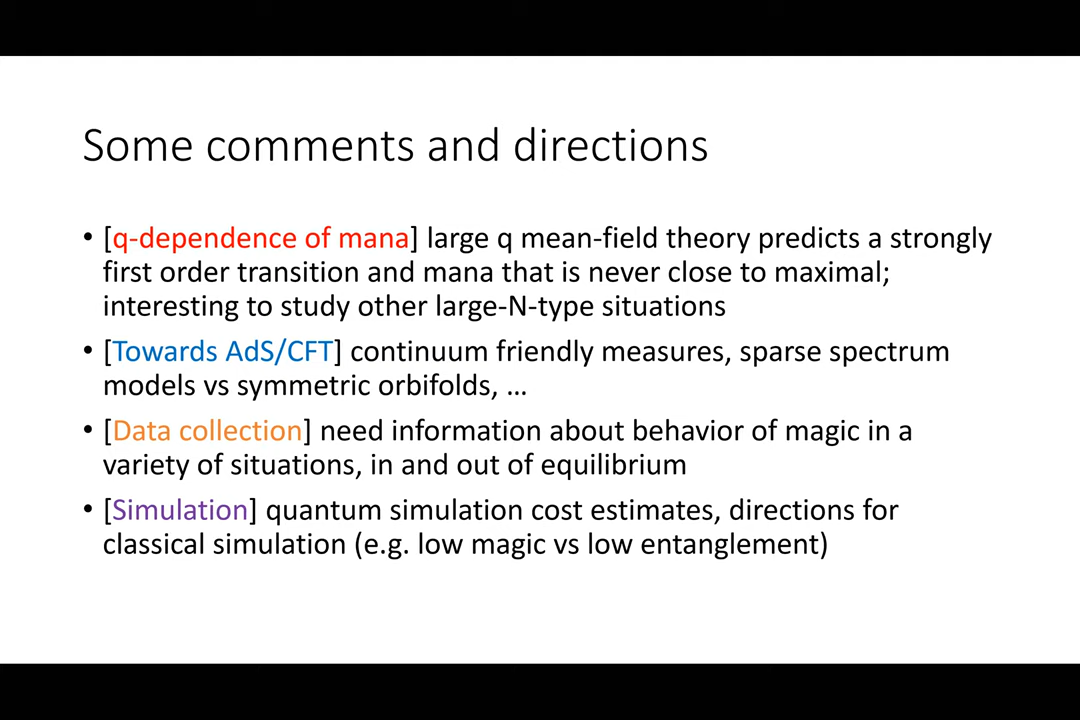 Some comments and directions
• [q-dependence of mana] large q mean-field theory predicts a strongly
first order transition and mana that is never close to maximal;
interesting to study other large-N-type situations
• [Towards AdS/CFT] continuum friendly measures, sparse spectrum
models vs symmetric orbifolds, …
• [Data collection] need information about behavior of magic in a
variety of situations, in and out of equilibrium
• [Simulation] quantum simulation cost estimates, directions for
classical simulation (e.g. low magic vs low entanglement)